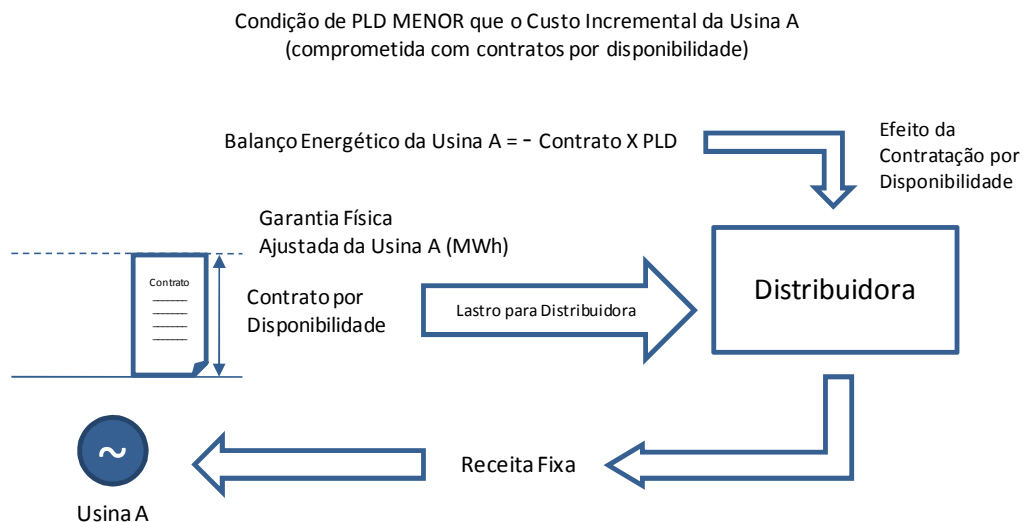 Condição de PLD MENOR que o Custo Incremental da Usina A
(comprometida com contratos por disponibilidade)
Balanço Energético da Usina A = - Contrato X PLD
Efeito da
Contratação por
Disponibilidade
Garantia Física
Ajustada da Usina A (MWh)
Contrato
Contrato por
Disponibilidade
Lastro para Distribuidora
Distribuidora
~
Receita Fixa
Usina A